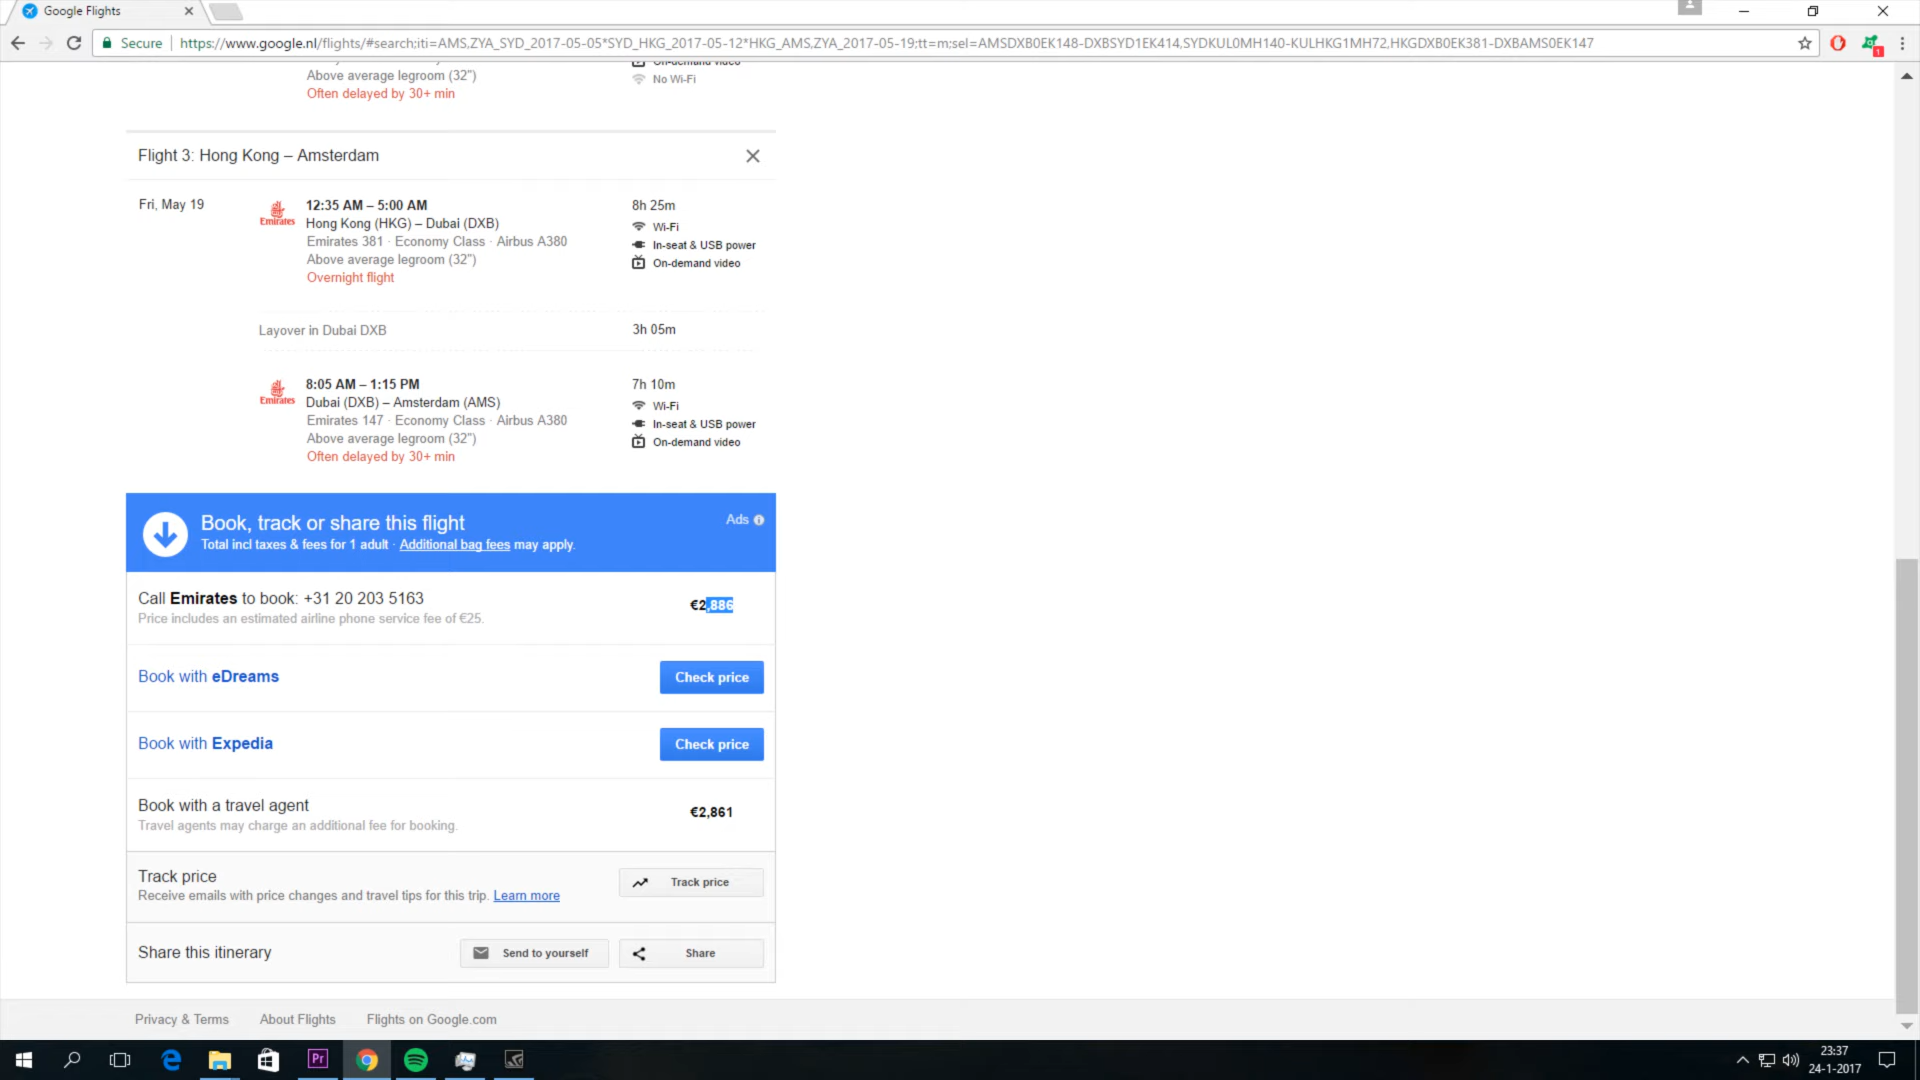 Google Flights
Secure
https://www.google.nl/flights/#search;iti=AMS,ZYA_SYD_2017-05-05*SYD_HKG_2017-05-12*HKG_AMS,ZYA_2017-05-19;tt=m;sel=AMSDXB0EK148-DXBSYD1EK414,SYDKUL0MH140-KULHKG1MH72,HKGDXB0EK381-DXBAMS0EK147
1
On-demand video
Above average legroom (32")
No Wi-Fi
Often delayed by 30+ min
Flight 3: Hong Kong – Amsterdam
Fri, May 19
Emirates
12:35 AM – 5:00 AM
8h 25m
Hong Kong (HKG) – Dubai (DXB)
Wi-Fi
Emirates 381 · Economy Class · Airbus A380
In-seat & USB power
Above average legroom (32")
On-demand video
Overnight flight
Layover in Dubai DXB
3h 05m
Emirates
8:05 AM – 1:15 PM
7h 10m
Dubai (DXB) – Amsterdam (AMS)
Wi-Fi
Emirates 147 · Economy Class · Airbus A380
In-seat & USB power
Above average legroom (32")
On-demand video
Often delayed by 30+ min
Book, track or share this flight
Ads
Total incl taxes & fees for 1 adult · Additional bag fees may apply.
Call Emirates to book: +31 20 203 5163
€2,886
Price includes an estimated airline phone service fee of €25.
Book with eDreams
Check price
Book with Expedia
Check price
Book with a travel agent
€2,861
Travel agents may charge an additional fee for booking.
Track price
Receive emails with price changes and travel tips for this trip. Learn more
Track price
Share this itinerary
Send to yourself
Share
Privacy & Terms
About Flights
Flights on Google.com
Pr
23:37
24-1-2017